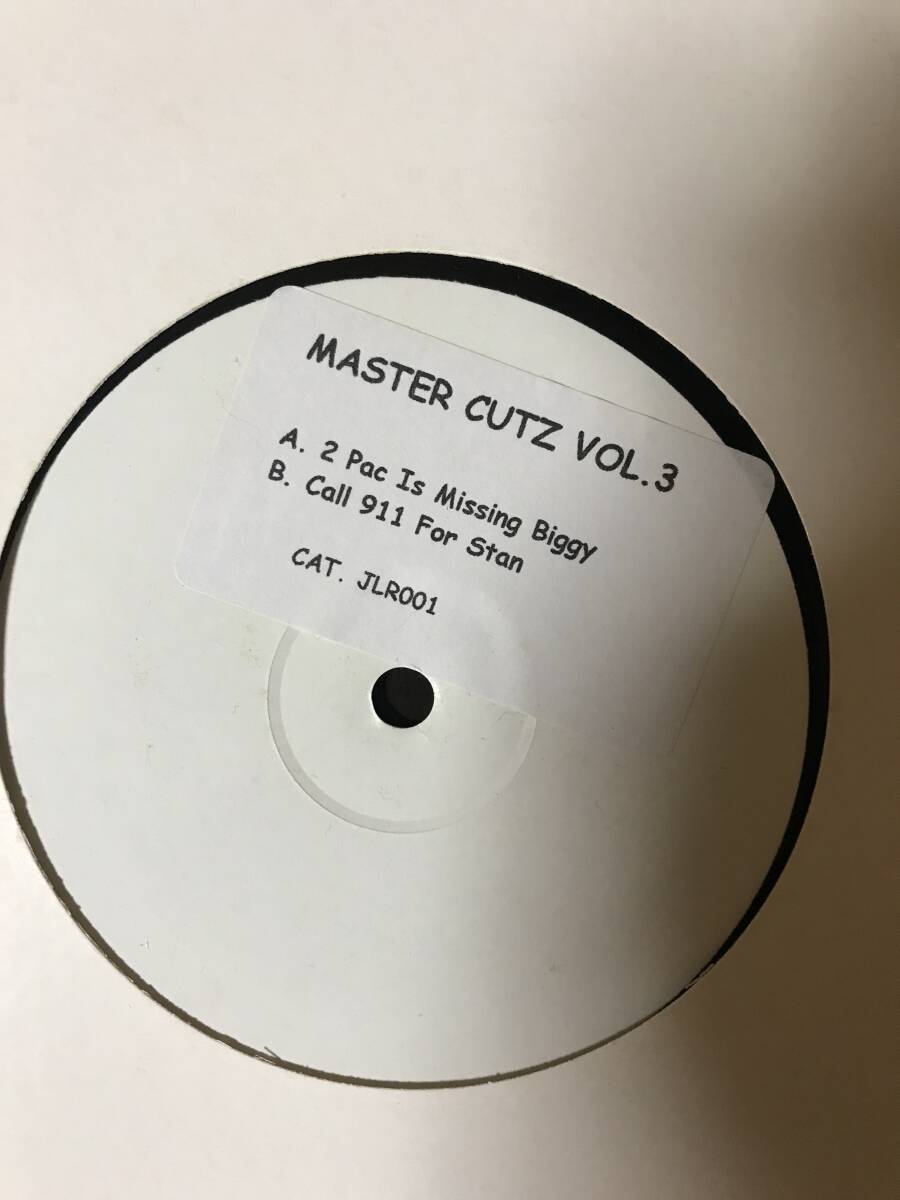 MASTER CUTZ VOL.3
A. 2 Pac Is Missing Biggy
B. Call 911 For Stan
CAT. JLR001